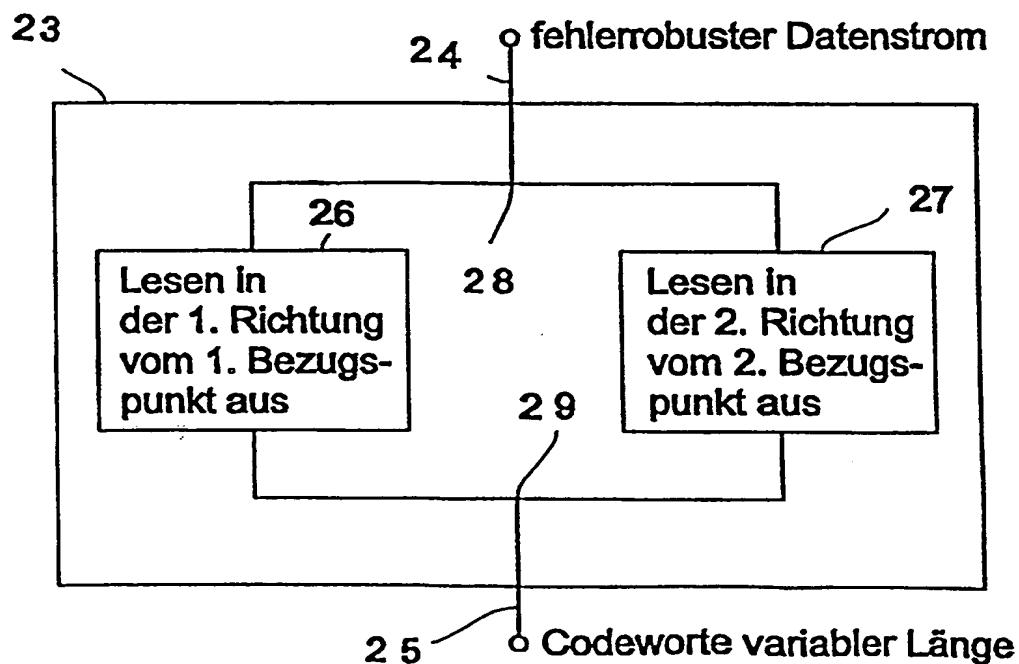 23
24
fehlerrobuster Datenstrom
26
27
28
Lesen in
der 1. Richtung
vom 1. Bezugs-
punkt aus
Lesen in
der 2. Richtung
vom 2. Bezugs-
punkt aus
29
25
Codeworte variabler Länge